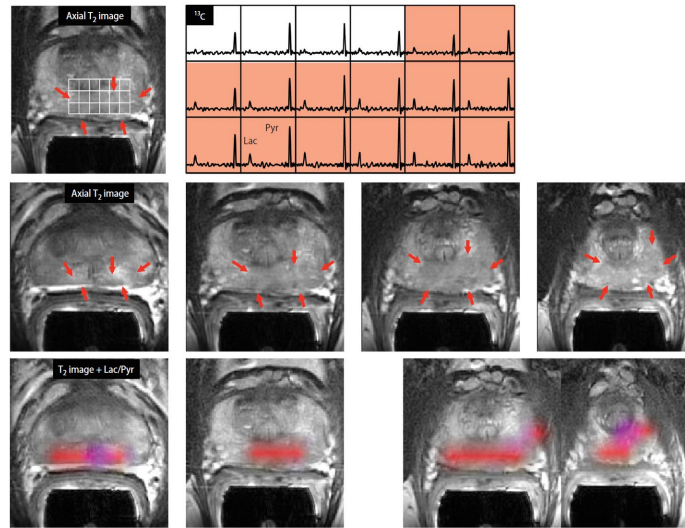 Axial T₂ image
¹³C
Pyr
Lac
Axial T₂ image
T₂ image + Lac/Pyr